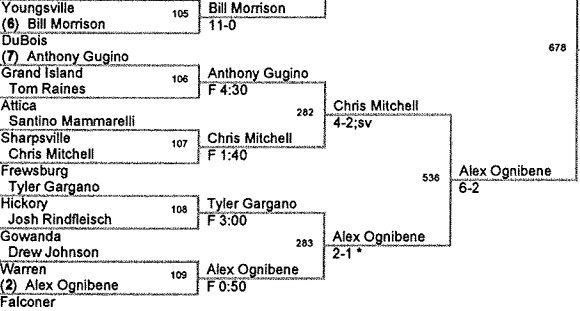 Youngsville
105
Bill Morrison
(6) Bill Morrison
11-0
DuBois
(7) Anthony Gugino
678
Grand Island
106
Anthony Gugino
Tom Raines
F 4:30
Attica
282
Chris Mitchell
Santino Mammarelli
4-2;sv
Sharpsville
107
Chris Mitchell
Chris Mitchell
F 1:40
Frewsburg
536
Alex Ognibene
Tyler Gargano
6-2
Hickory
108
Tyler Gargano
Josh Rindfleisch
F 3:00
Gowanda
283
Alex Ognibene
Drew Johnson
2-1 *
Warren
109
Alex Ognibene
(2) Alex Ognibene
F 0:50
Falconer